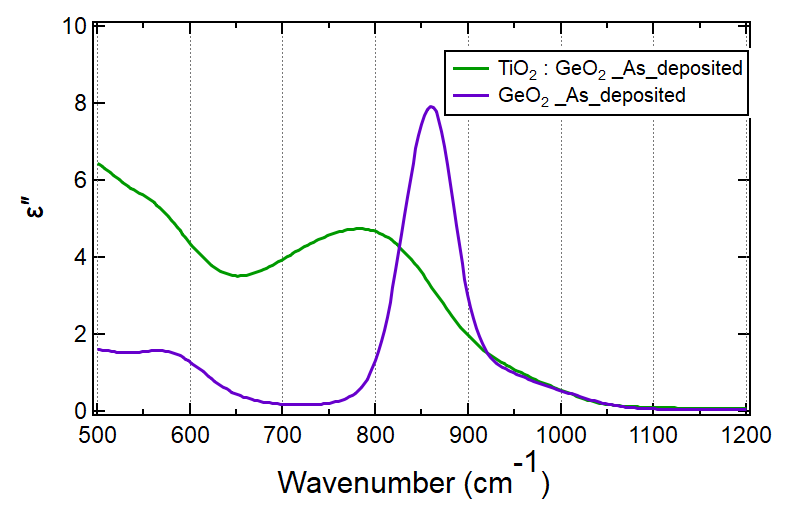 10
8
6
4
2
0
ε″
TiO₂ : GeO₂ _As_deposited
GeO₂ _As_deposited
500 600 700 800 900 1000 1100 1200
Wavenumber (cm⁻¹)